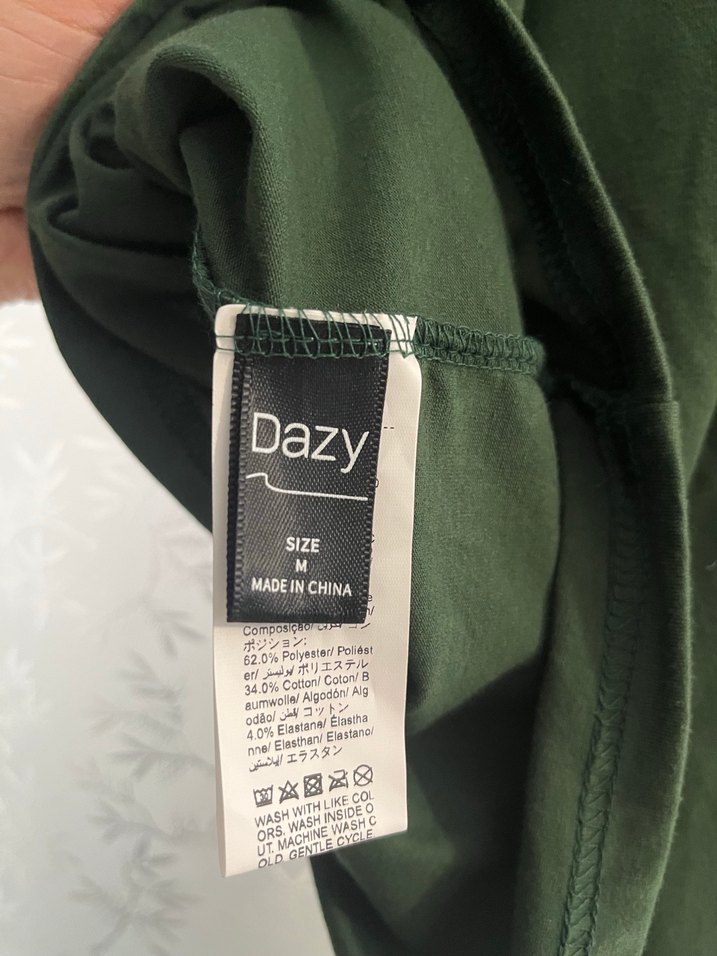 Dazy
SIZE
M
MADE IN CHINA
Composição/ تكوين/ コン
ポジション:
62.0% Polyester/ Poliést
er/ بوليستر/ ポリエステル
34.0% Cotton/ Coton/ B
aumwolle/ Algodón/ Alg
odão/ قطن/ コットン
4.0% Elastane/ Élastha
nne/ Elasthan/ Elastano/
إيلاستين/ エラスタン
WASH WITH LIKE COL
ORS. WASH INSIDE O
UT. MACHINE WASH C
OLD. GENTLE CYCLE